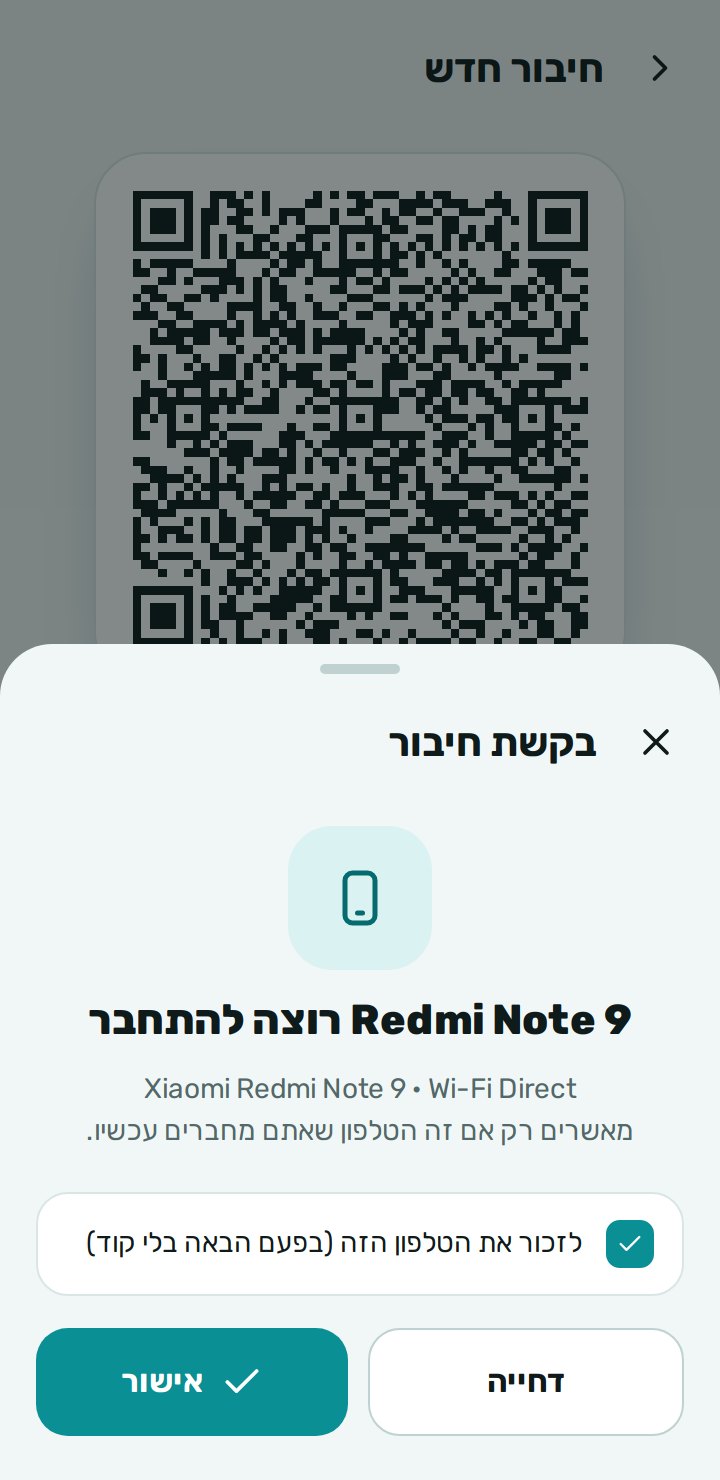 חיבור חדש
בקשת חיבור
Redmi Note 9 רוצה להתחבר
Xiaomi Redmi Note 9 • Wi-Fi Direct
מאשרים רק אם זה הטלפון שאתם מחברים עכשיו.
לזכור את הטלפון הזה (בפעם הבאה בלי קוד)
דחייה
אישור